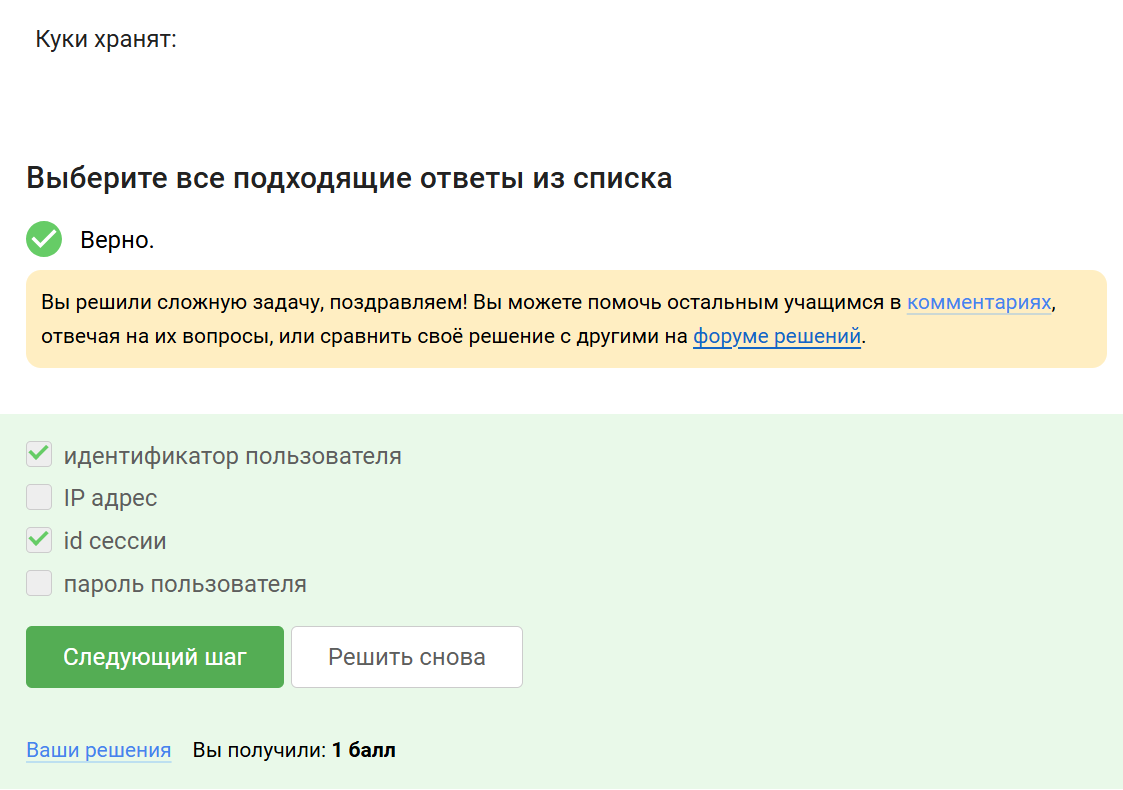 Куки хранят:
Выберите все подходящие ответы из списка
Верно.
Вы решили сложную задачу, поздравляем! Вы можете помочь остальным учащимся в комментариях,
отвечая на их вопросы, или сравнить своё решение с другими на форуме решений.
идентификатор пользователя
IP адрес
id сессии
пароль пользователя
Следующий шаг Решить снова
Ваши решения Вы получили: 1 балл